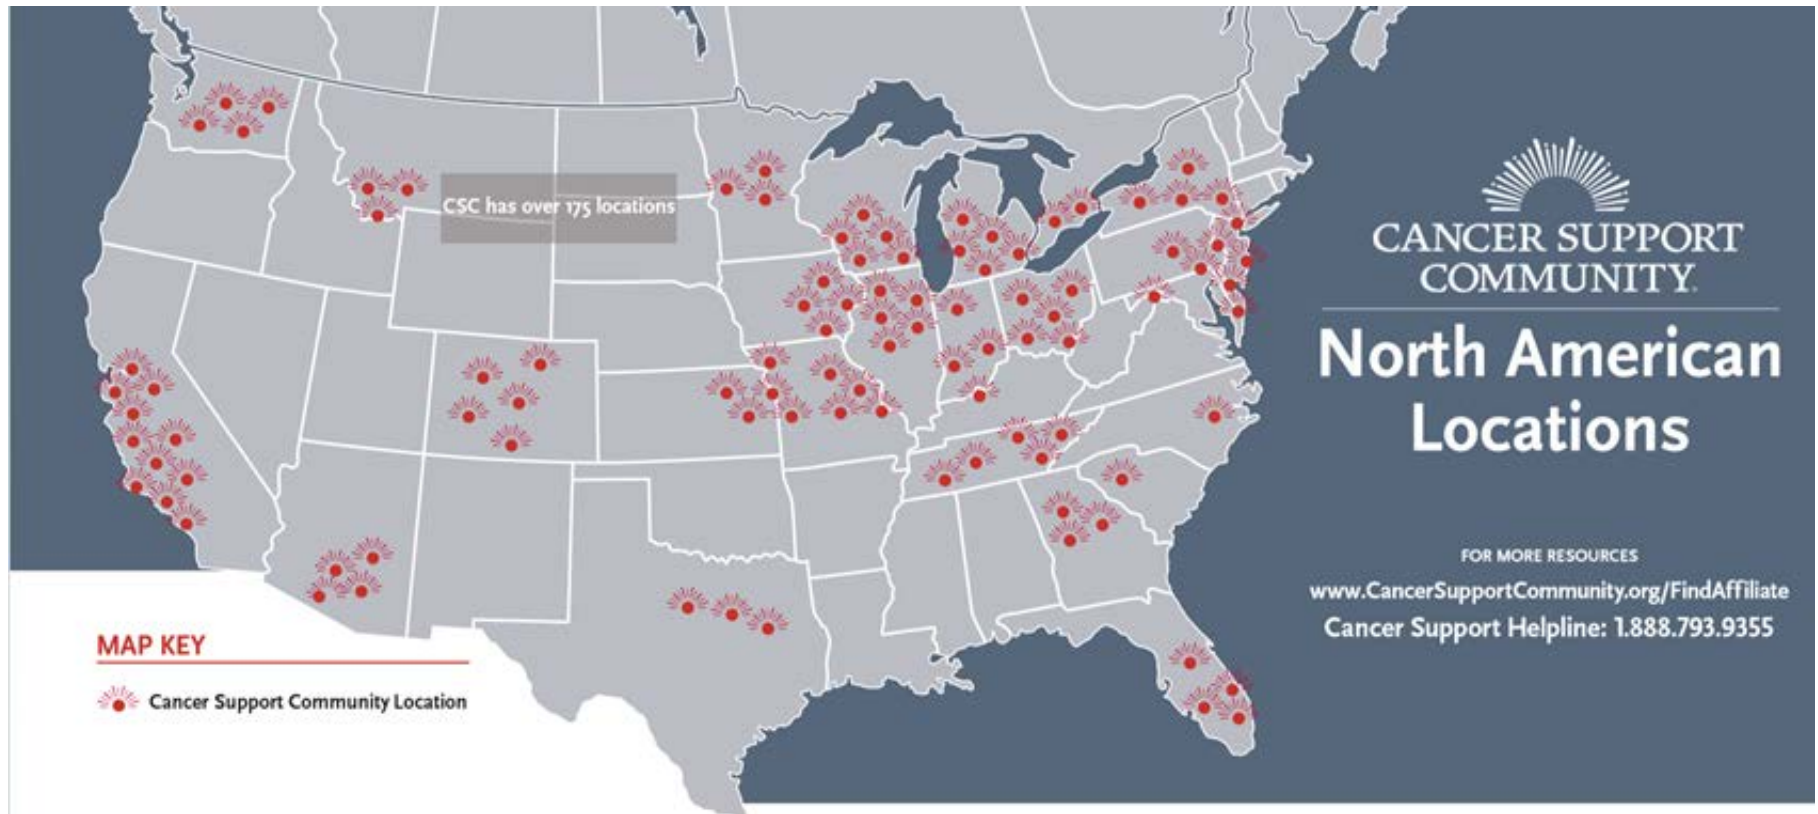 CSC has over 175 locations
CANCER SUPPORT
COMMUNITY.
North American
Locations
FOR MORE RESOURCES
www.CancerSupportCommunity.org/FindAffiliate
Cancer Support Helpline: 1.888.793.9355
MAP KEY
Cancer Support Community Location